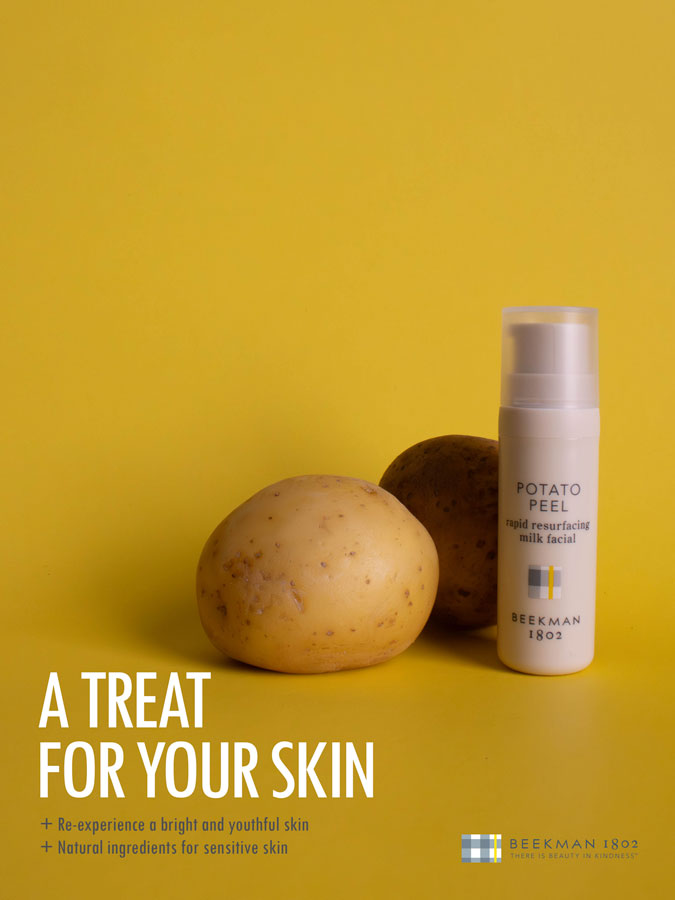 POTATO
PEEL
rapid resurfacing
milk facial
BEEKMAN
1802
A TREAT
FOR YOUR SKIN
+ Re-experience a bright and youthful skin
+ Natural ingredients for sensitive skin
BEEKMAN 1802
THERE IS BEAUTY IN KINDNESS™